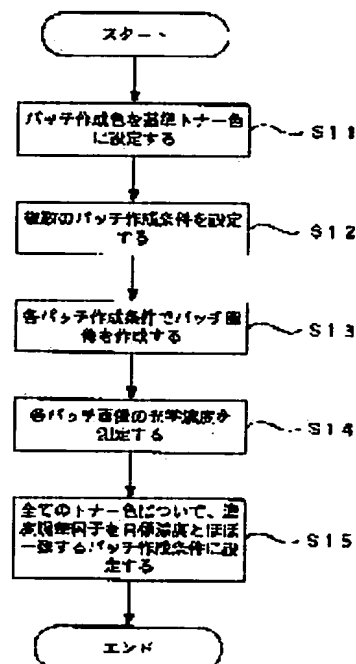 スタート
パッチ作成色を基準トナー色
に設定する
S11
複数のパッチ作成条件を設定
する
S12
各パッチ作成条件でパッチ画
像を作成する
S13
各パッチ画像の光学濃度を
測定する
S14
全てのトナー色について、濃
度調整因子を目標濃度とほぼ
一致するパッチ作成条件に設
定する
S15
エンド